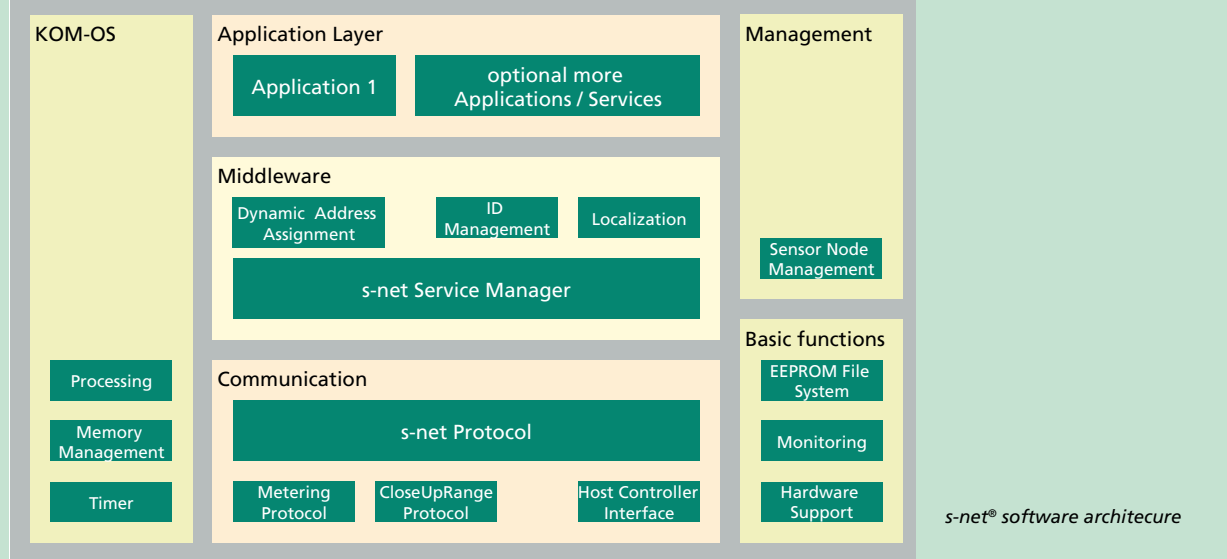 KOM-OS
Processing
Memory
Management
Timer
Application Layer
Application 1
optional more
Applications / Services
Middleware
Dynamic Address
Assignment
ID
Management
Localization
s-net Service Manager
Communication
s-net Protocol
Metering
Protocol
CloseUpRange
Protocol
Host Controller
Interface
Management
Sensor Node
Management
Basic functions
EEPROM File
System
Monitoring
Hardware
Support
s-net® software architecure